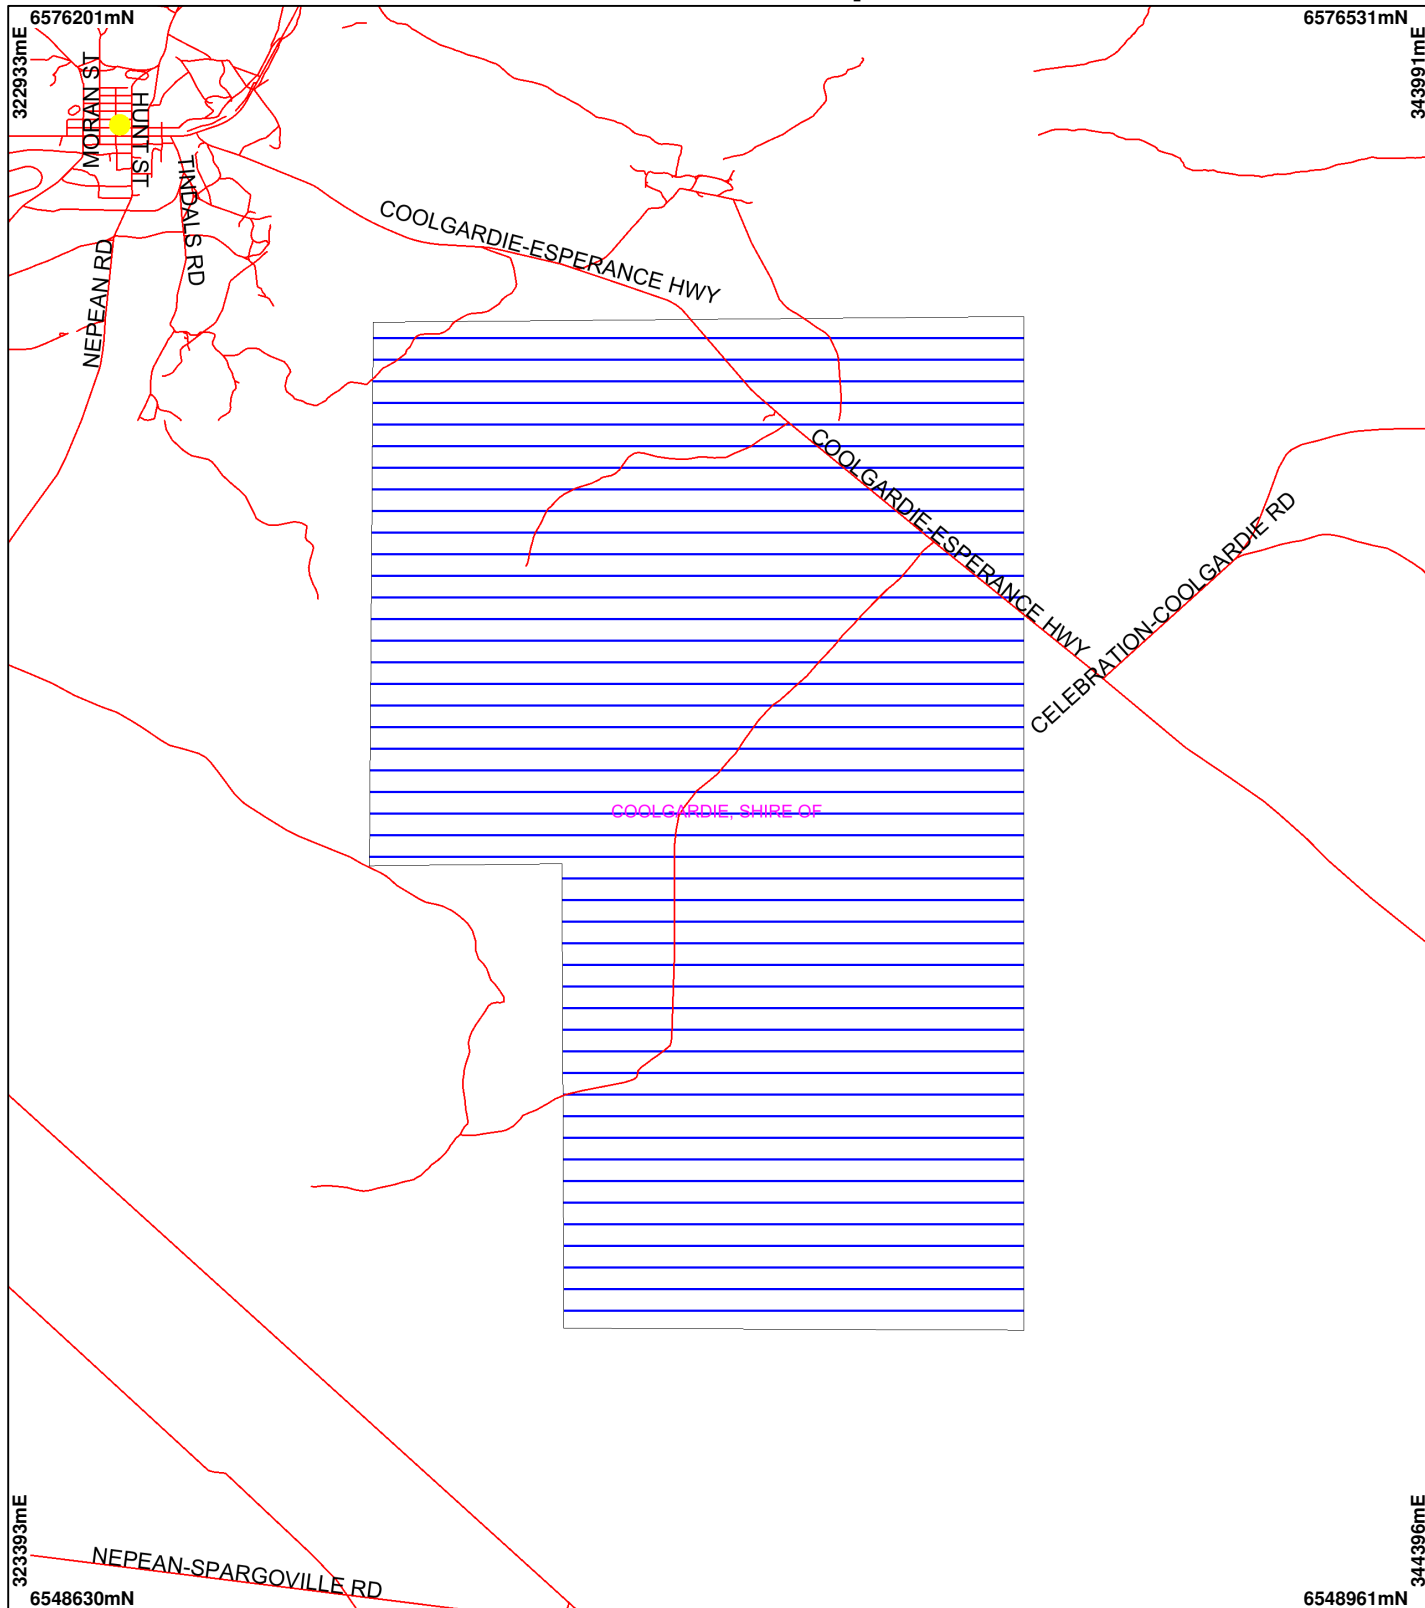 6576201mN
6576531mN
322933mE
343991mE
MORAN ST
HUNT ST
TINDALS RD
NEPEAN RD
COOLGARDIE-ESPERANCE HWY
COOLGARDIE-ESPERANCE HWY
CELEBRATION-COOLGARDIE RD
COOLGARDIE, SHIRE OF
323393mE
344396mE
NEPEAN-SPARGOVILLE RD
6548630mN
6548961mN